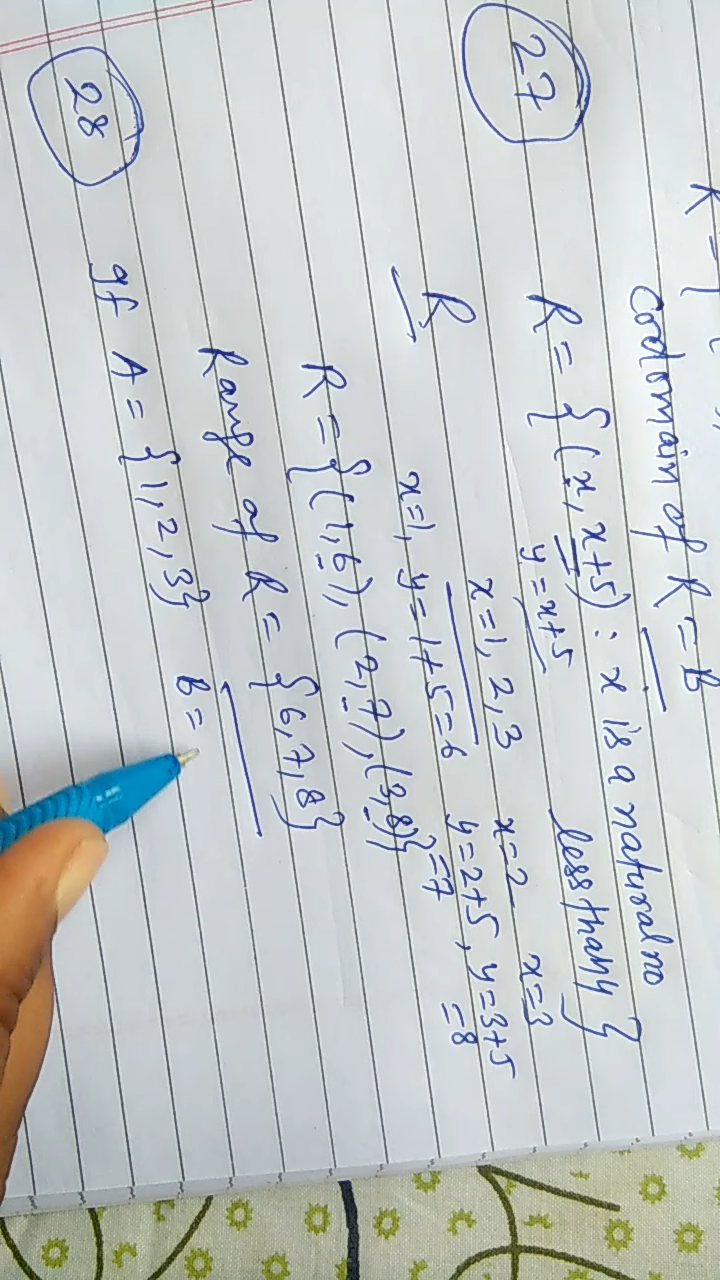 codomain of R = B
27
R = {(x, x+5) : x is a natural no
less than 4}
y = x+5
R
x=1, 2, 3 x=2 x=3
x=1, y=1+5=6 y=2+5 =7, y=3+5 =8
R = {(1,6), (2,7), (3,8)}
Range of R = {6,7,8}
28
If A = {1,2,3} B =